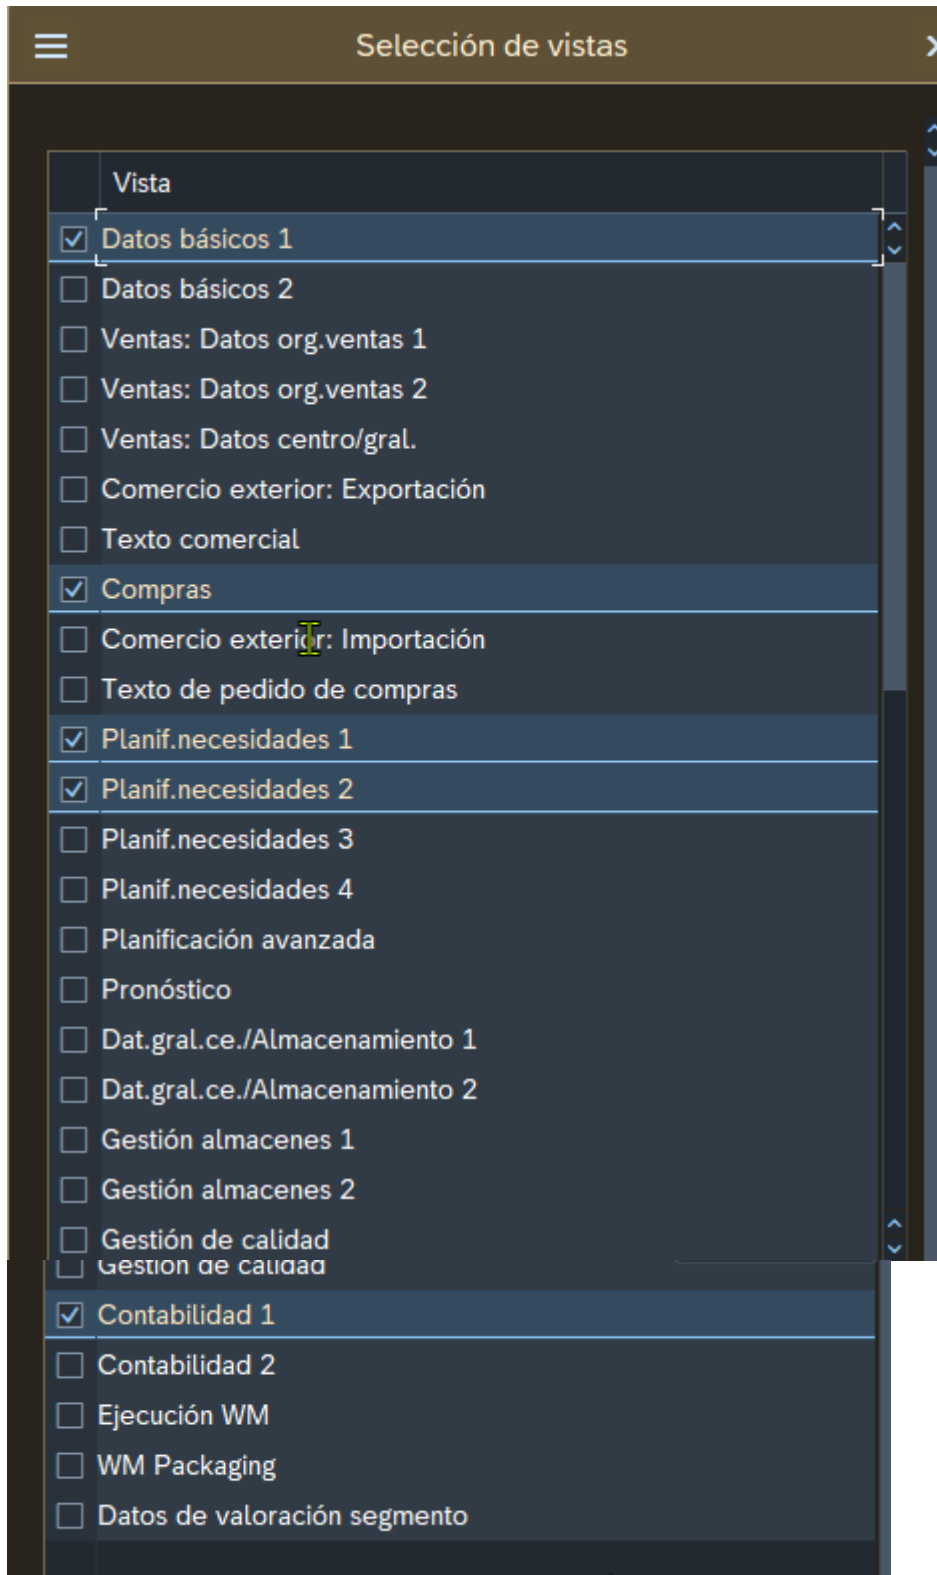 Selección de vistas
Vista
Datos básicos 1
Datos básicos 2
Ventas: Datos org.ventas 1
Ventas: Datos org.ventas 2
Ventas: Datos centro/gral.
Comercio exterior: Exportación
Texto comercial
Compras
Comercio exterior: Importación
Texto de pedido de compras
Planif.necesidades 1
Planif.necesidades 2
Planif.necesidades 3
Planif.necesidades 4
Planificación avanzada
Pronóstico
Dat.gral.ce./Almacenamiento 1
Dat.gral.ce./Almacenamiento 2
Gestión almacenes 1
Gestión almacenes 2
Gestión de calidad
Gestión de calidad
Contabilidad 1
Contabilidad 2
Ejecución WM
WM Packaging
Datos de valoración segmento